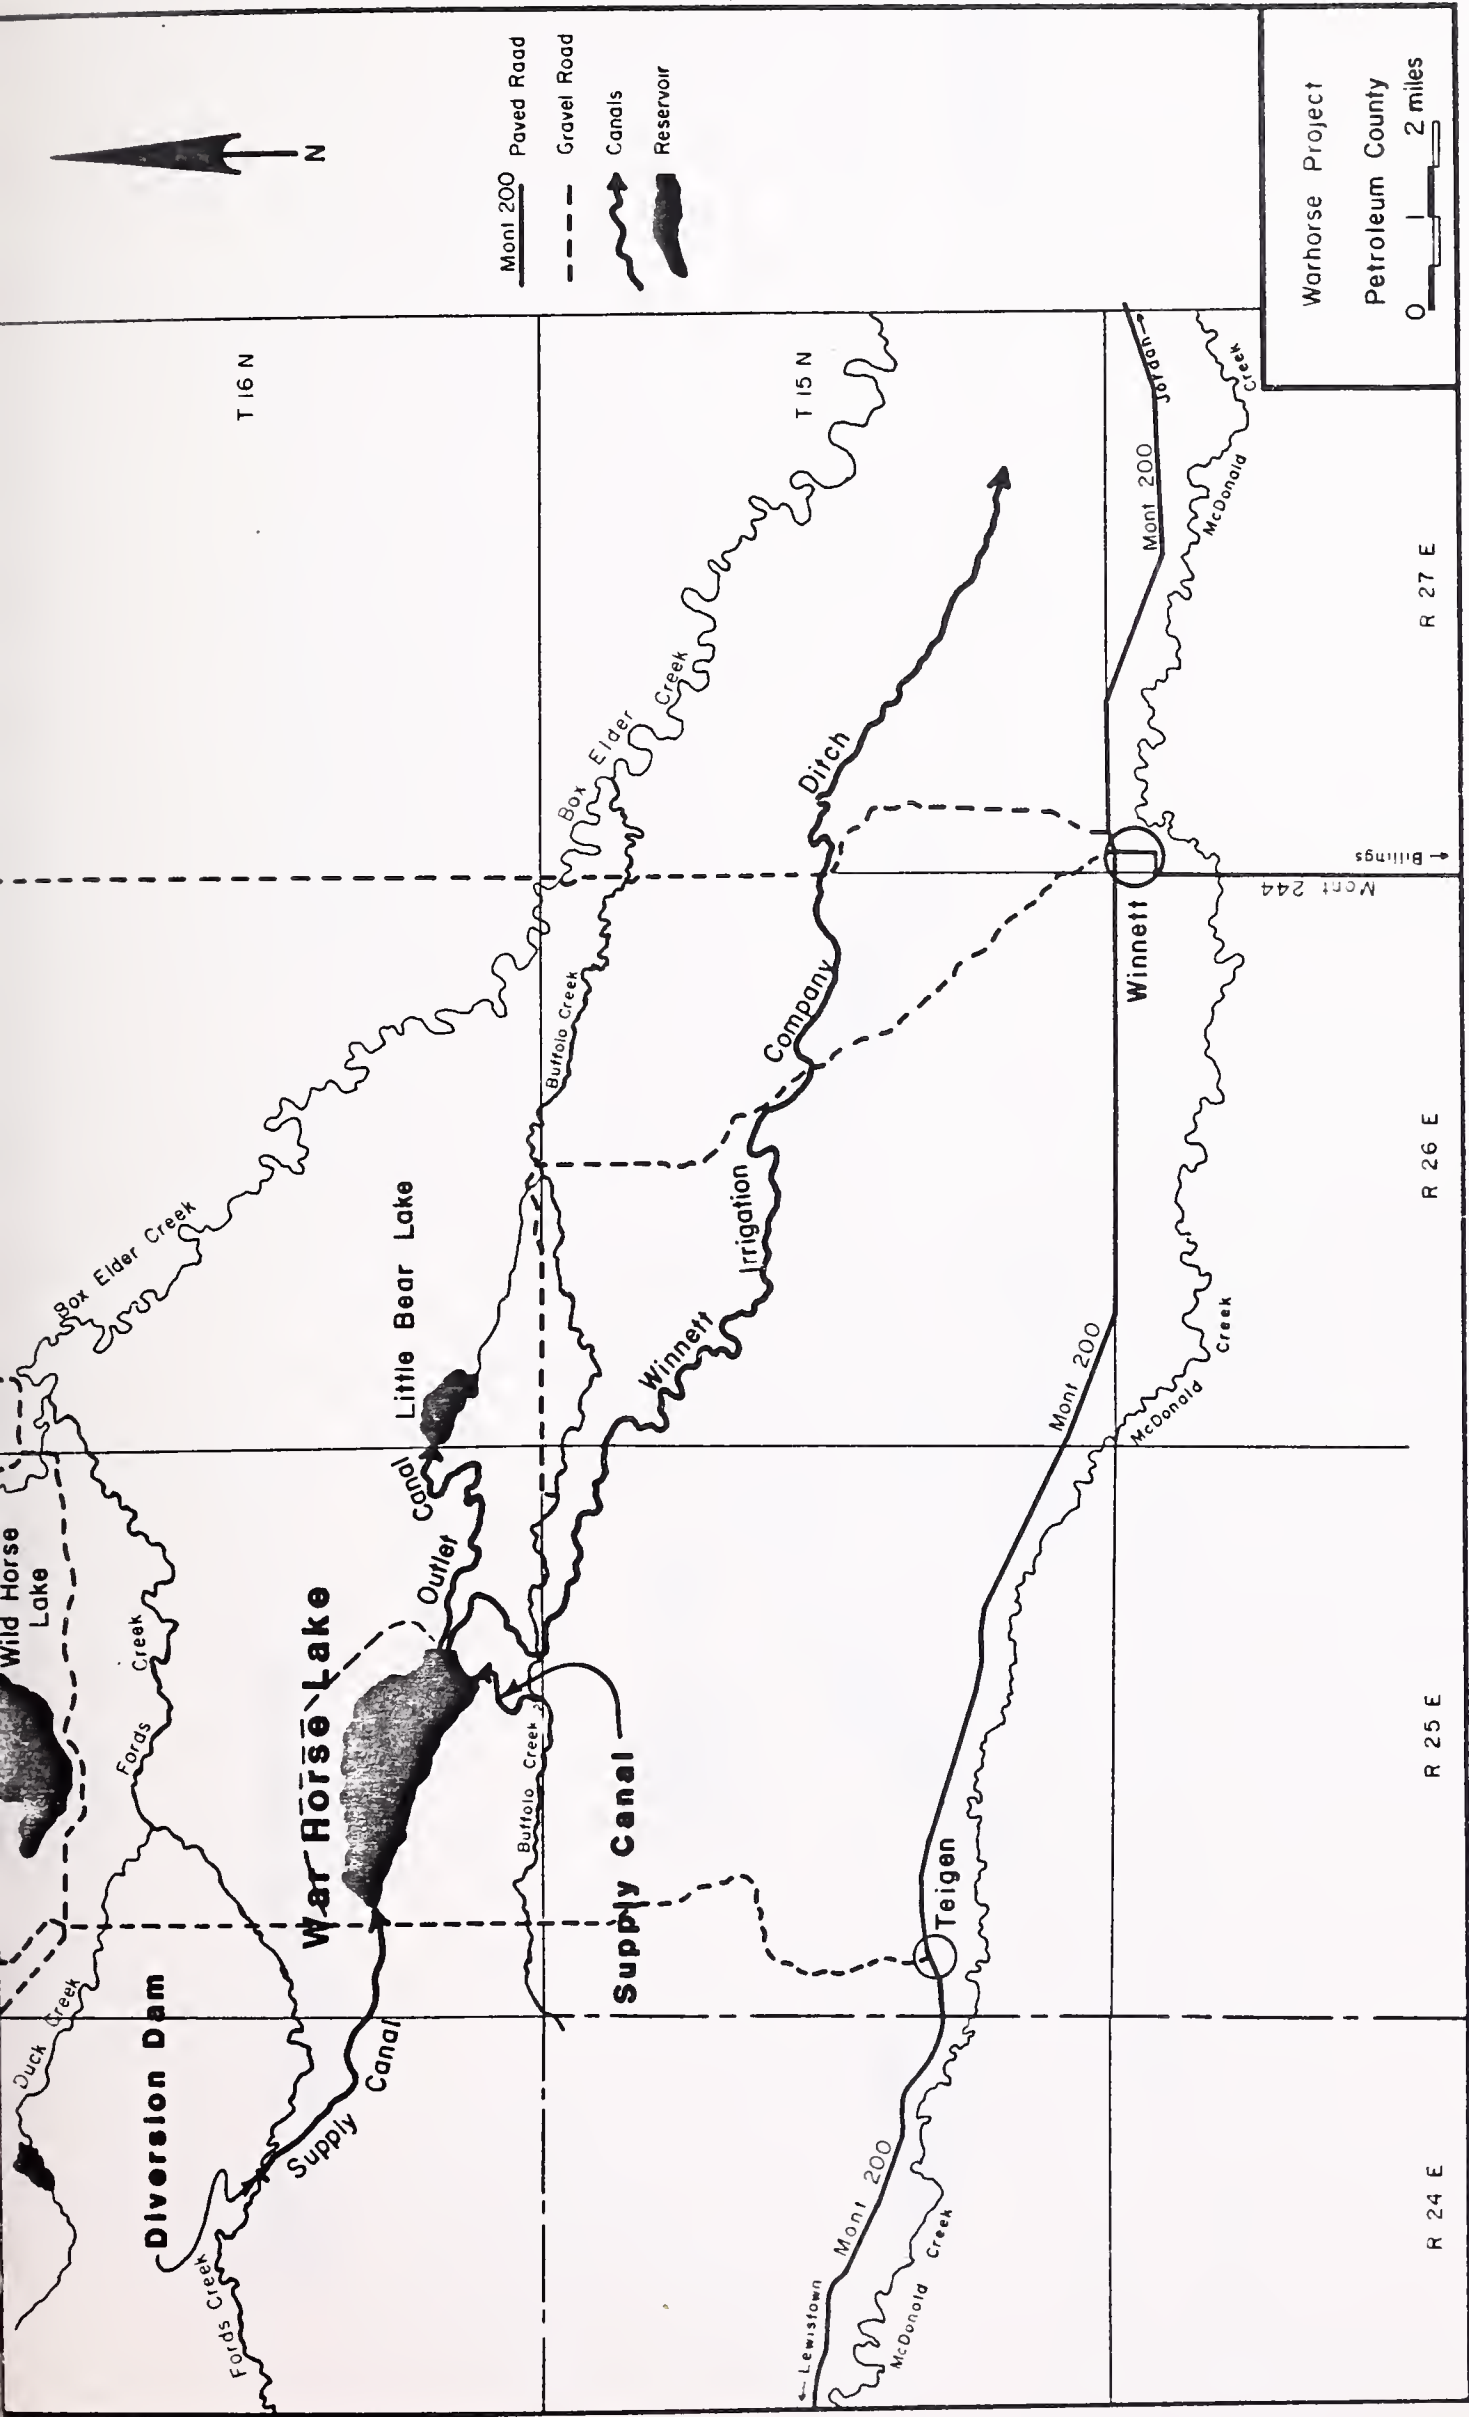 Wild Horse
Lake
Duck Creek
Box Elder Creek
Fords Creek
T 16 N
N
Diversion Dam
War Horse Lake
Little Bear Lake
Fords Creek
Supply Canal
Outlet Canal
Mont 200 Paved Road
Gravel Road
Canals
Reservoir
Buffalo Creek
Buffalo Creek
Box Elder Creek
Supply Canal
Winnett Irrigation Company Ditch
T 15 N
← Lewistown
Mont 200
Teigen
Mont 200
Winnett
Mont 200
Jordan →
McDonald Creek
McDonald Creek
McDonald Creek
Mont 244
← Billings
R 24 E
R 25 E
R 26 E
R 27 E
Warhorse Project
Petroleum County
0 1 2 miles